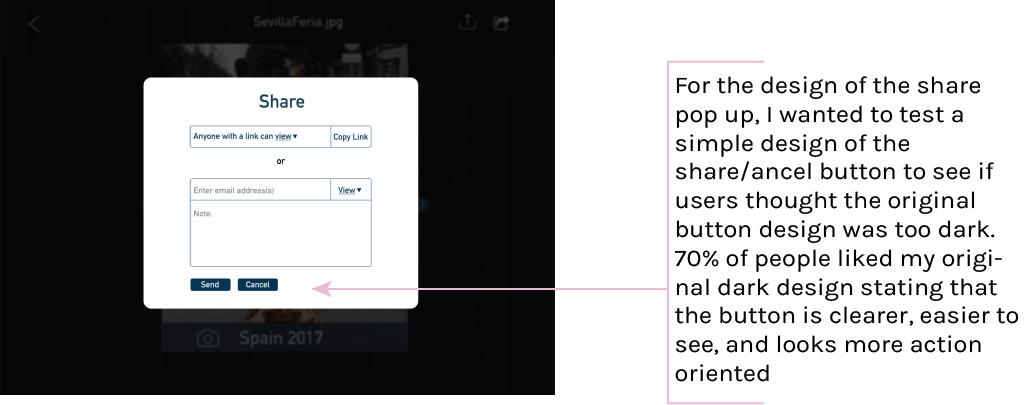 SevillaFeria.jpg
Share
Anyone with a link can view ▾ Copy Link
or
Enter email address(s) View ▾
Note:
Send Cancel
Spain 2017
For the design of the share
pop up, I wanted to test a
simple design of the
share/ancel button to see if
users thought the original
button design was too dark.
70% of people liked my origi-
nal dark design stating that
the button is clearer, easier to
see, and looks more action
oriented